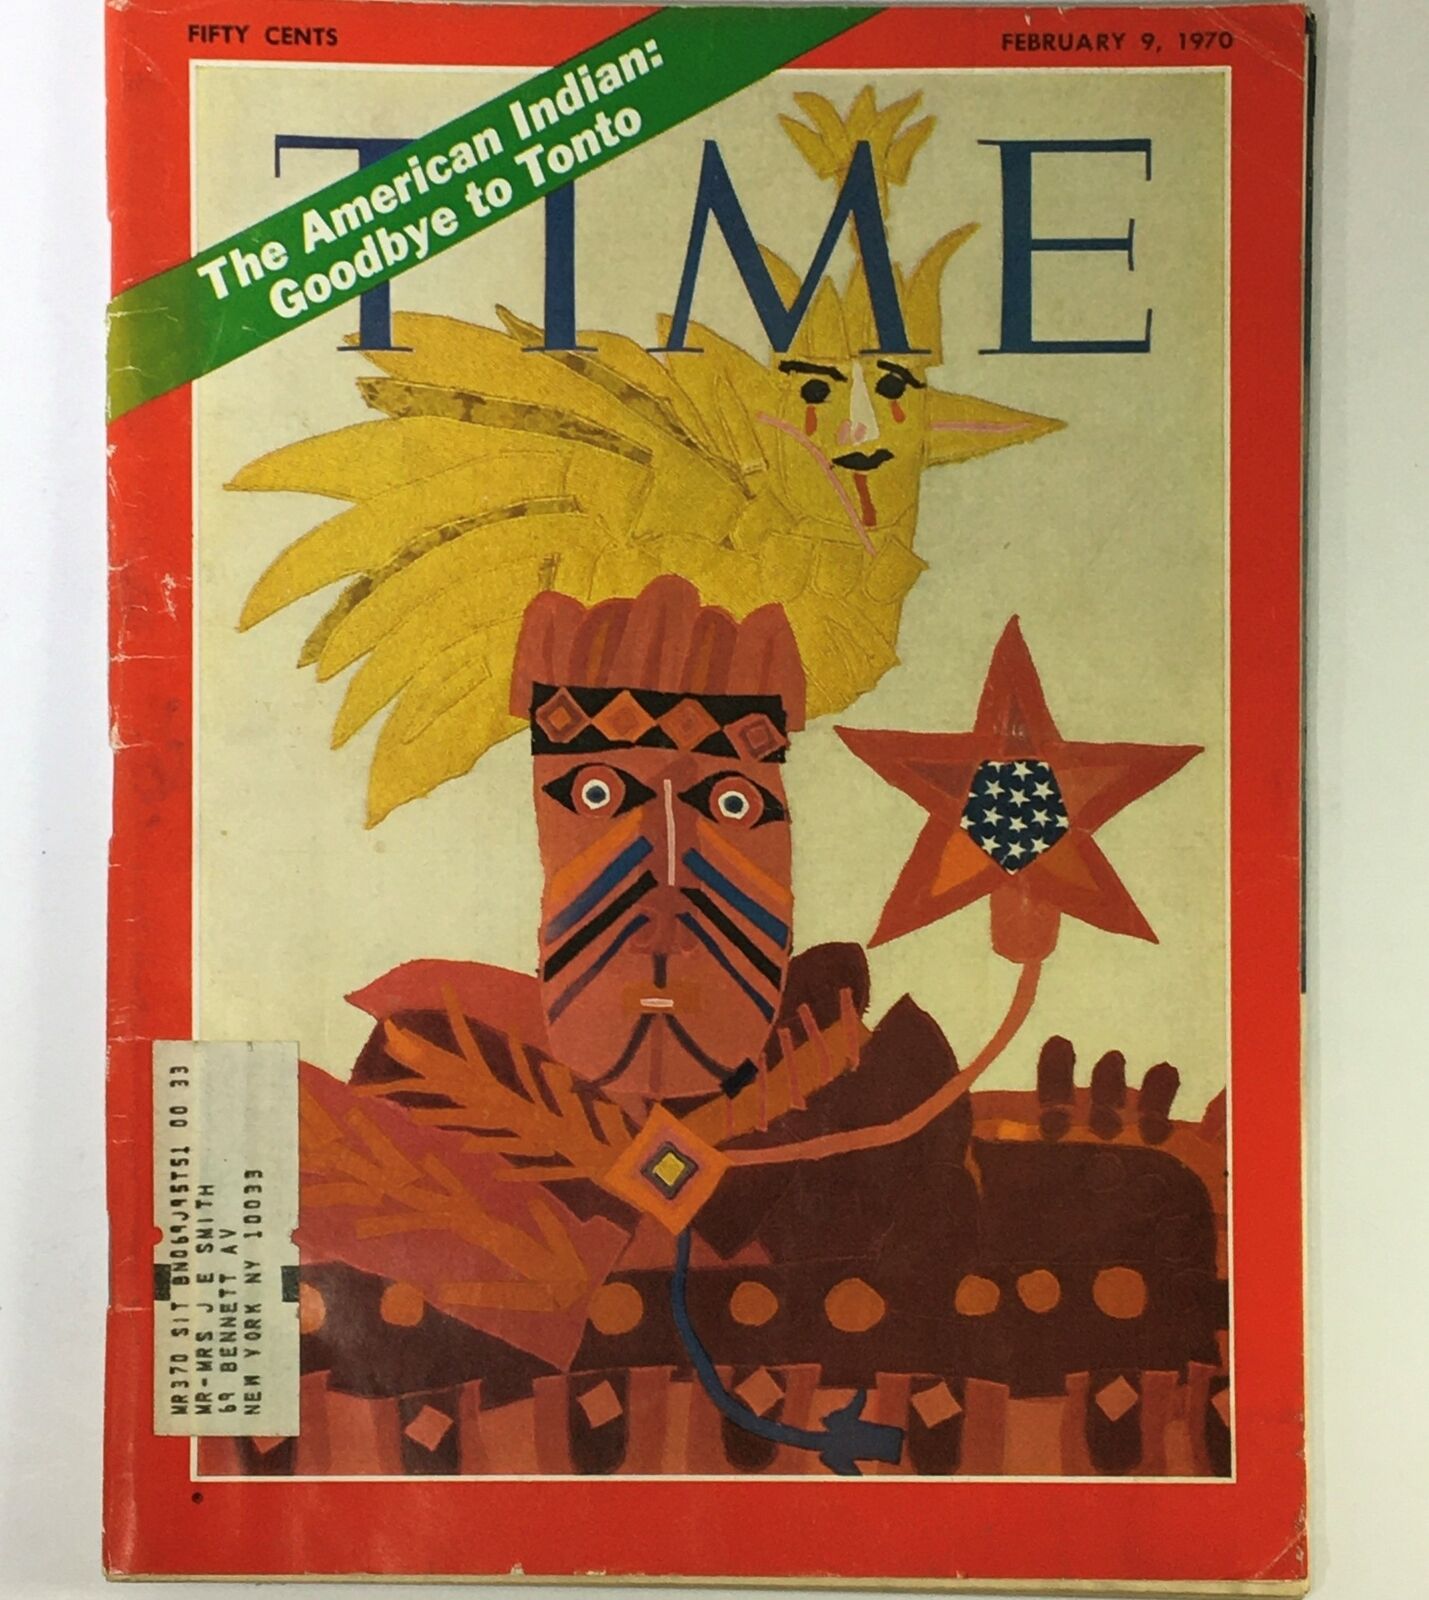 FIFTY CENTS
FEBRUARY 9, 1970
The American Indian:
Goodbye to Tonto
TIME
MR370 SIT BN069J95T51 00 33
MR-MRS J E SMITH
69 BENNETT AV
NEW YORK NY 10033
®